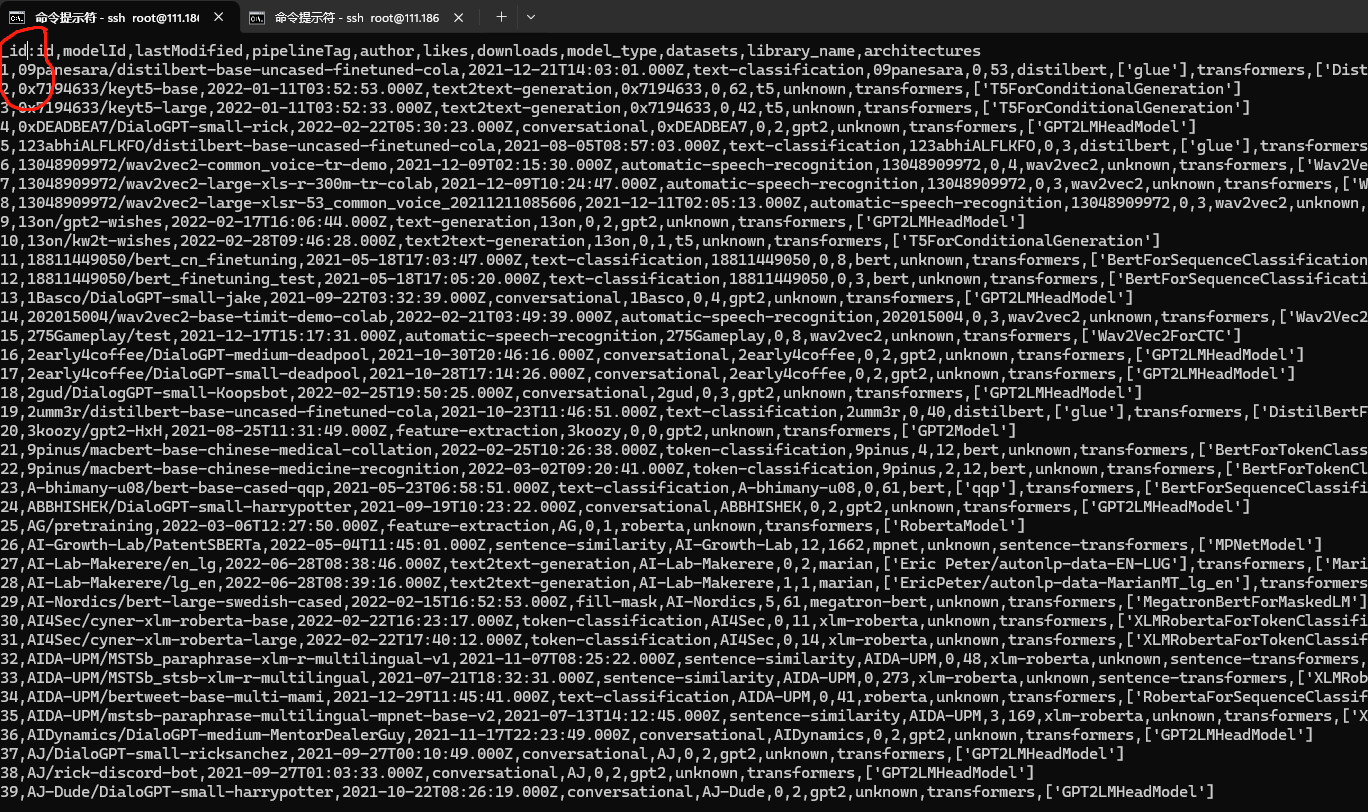 命令提示符 - ssh root@111.186
命令提示符 - ssh root@111.186
_id:id,modelId,lastModified,pipelineTag,author,likes,downloads,model_type,datasets,library_name,architectures
1,09panesara/distilbert-base-uncased-finetuned-cola,2021-12-21T14:03:01.000Z,text-classification,09panesara,0,53,distilbert,['glue'],transformers,['Dist
2,0x7194633/keyt5-base,2022-01-11T03:52:53.000Z,text2text-generation,0x7194633,0,62,t5,unknown,transformers,['T5ForConditionalGeneration']
3,0x7194633/keyt5-large,2022-01-11T03:52:33.000Z,text2text-generation,0x7194633,0,42,t5,unknown,transformers,['T5ForConditionalGeneration']
4,0xDEADBEA7/DialoGPT-small-rick,2022-02-22T05:30:23.000Z,conversational,0xDEADBEA7,0,2,gpt2,unknown,transformers,['GPT2LMHeadModel']
5,123abhiALFLKFO/distilbert-base-uncased-finetuned-cola,2021-08-05T08:57:03.000Z,text-classification,123abhiALFLKFO,0,3,distilbert,['glue'],transformers
6,13048909972/wav2vec2-common_voice-tr-demo,2021-12-09T02:15:30.000Z,automatic-speech-recognition,13048909972,0,4,wav2vec2,unknown,transformers,['Wav2Ve
7,13048909972/wav2vec2-large-xls-r-300m-tr-colab,2021-12-09T10:24:47.000Z,automatic-speech-recognition,13048909972,0,3,wav2vec2,unknown,transformers,['W
8,13048909972/wav2vec2-large-xlsr-53_common_voice_20211211085606,2021-12-11T02:05:13.000Z,automatic-speech-recognition,13048909972,0,3,wav2vec2,unknown,
9,13on/gpt2-wishes,2022-02-17T16:06:44.000Z,text-generation,13on,0,2,gpt2,unknown,transformers,['GPT2LMHeadModel']
10,13on/kw2t-wishes,2022-02-28T09:46:28.000Z,text2text-generation,13on,0,1,t5,unknown,transformers,['T5ForConditionalGeneration']
11,18811449050/bert_cn_finetuning,2021-05-18T17:03:47.000Z,text-classification,18811449050,0,8,bert,unknown,transformers,['BertForSequenceClassification
12,18811449050/bert_finetuning_test,2021-05-18T17:05:20.000Z,text-classification,18811449050,0,3,bert,unknown,transformers,['BertForSequenceClassificati
13,1Basco/DialoGPT-small-jake,2021-09-22T03:32:39.000Z,conversational,1Basco,0,4,gpt2,unknown,transformers,['GPT2LMHeadModel']
14,202015004/wav2vec2-base-timit-demo-colab,2022-02-21T03:49:39.000Z,automatic-speech-recognition,202015004,0,3,wav2vec2,unknown,transformers,['Wav2Vec2
15,275Gameplay/test,2021-12-17T15:17:31.000Z,automatic-speech-recognition,275Gameplay,0,8,wav2vec2,unknown,transformers,['Wav2Vec2ForCTC']
16,2early4coffee/DialoGPT-medium-deadpool,2021-10-30T20:46:16.000Z,conversational,2early4coffee,0,2,gpt2,unknown,transformers,['GPT2LMHeadModel']
17,2early4coffee/DialoGPT-small-deadpool,2021-10-28T17:14:26.000Z,conversational,2early4coffee,0,2,gpt2,unknown,transformers,['GPT2LMHeadModel']
18,2gud/DialogGPT-small-Koopsbot,2022-02-25T19:50:25.000Z,conversational,2gud,0,3,gpt2,unknown,transformers,['GPT2LMHeadModel']
19,2umm3r/distilbert-base-uncased-finetuned-cola,2021-10-23T11:46:51.000Z,text-classification,2umm3r,0,40,distilbert,['glue'],transformers,['DistilBertF
20,3koozy/gpt2-HxH,2021-08-25T11:31:49.000Z,feature-extraction,3koozy,0,0,gpt2,unknown,transformers,['GPT2Model']
21,9pinus/macbert-base-chinese-medical-collation,2022-02-25T10:26:38.000Z,token-classification,9pinus,4,12,bert,unknown,transformers,['BertForTokenClass
22,9pinus/macbert-base-chinese-medicine-recognition,2022-03-02T09:20:41.000Z,token-classification,9pinus,2,12,bert,unknown,transformers,['BertForTokenCl
23,A-bhimany-u08/bert-base-cased-qqp,2021-05-23T06:58:51.000Z,text-classification,A-bhimany-u08,0,61,bert,['qqp'],transformers,['BertForSequenceClassifi
24,ABBHISHEK/DialoGPT-small-harrypotter,2021-09-19T10:23:22.000Z,conversational,ABBHISHEK,0,2,gpt2,unknown,transformers,['GPT2LMHeadModel']
25,AG/pretraining,2022-03-06T12:27:50.000Z,feature-extraction,AG,0,1,roberta,unknown,transformers,['RobertaModel']
26,AI-Growth-Lab/PatentSBERTa,2022-05-04T11:45:01.000Z,sentence-similarity,AI-Growth-Lab,12,1662,mpnet,unknown,sentence-transformers,['MPNetModel']
27,AI-Lab-Makerere/en_lg,2022-06-28T08:38:46.000Z,text2text-generation,AI-Lab-Makerere,0,2,marian,['Eric Peter/autonlp-data-EN-LUG'],transformers,['Mari
28,AI-Lab-Makerere/lg_en,2022-06-28T08:39:16.000Z,text2text-generation,AI-Lab-Makerere,1,1,marian,['EricPeter/autonlp-data-MarianMT_lg_en'],transformers
29,AI-Nordics/bert-large-swedish-cased,2022-02-15T16:52:53.000Z,fill-mask,AI-Nordics,5,61,megatron-bert,unknown,transformers,['MegatronBertForMaskedLM']
30,AI4Sec/cyner-xlm-roberta-base,2022-02-22T16:23:17.000Z,token-classification,AI4Sec,0,11,xlm-roberta,unknown,transformers,['XLMRobertaForTokenClassifi
31,AI4Sec/cyner-xlm-roberta-large,2022-02-22T17:40:12.000Z,token-classification,AI4Sec,0,14,xlm-roberta,unknown,transformers,['XLMRobertaForTokenClassif
32,AIDA-UPM/MSTSb_paraphrase-xlm-r-multilingual-v1,2021-11-07T08:25:22.000Z,sentence-similarity,AIDA-UPM,0,48,xlm-roberta,unknown,sentence-transformers,
33,AIDA-UPM/MSTSb_stsb-xlm-r-multilingual,2021-07-21T18:32:31.000Z,sentence-similarity,AIDA-UPM,0,273,xlm-roberta,unknown,sentence-transformers,['XLMRob
34,AIDA-UPM/bertweet-base-multi-mami,2021-12-29T11:45:41.000Z,text-classification,AIDA-UPM,0,41,roberta,unknown,transformers,['RobertaForSequenceClassif
35,AIDA-UPM/mstsb-paraphrase-multilingual-mpnet-base-v2,2021-07-13T14:12:45.000Z,sentence-similarity,AIDA-UPM,3,169,xlm-roberta,unknown,transformers,['X
36,AIDynamics/DialoGPT-medium-MentorDealerGuy,2021-11-17T22:23:49.000Z,conversational,AIDynamics,0,2,gpt2,unknown,transformers,['GPT2LMHeadModel']
37,AJ/DialoGPT-small-ricksanchez,2021-09-27T00:10:49.000Z,conversational,AJ,0,2,gpt2,unknown,transformers,['GPT2LMHeadModel']
38,AJ/rick-discord-bot,2021-09-27T01:03:33.000Z,conversational,AJ,0,2,gpt2,unknown,transformers,['GPT2LMHeadModel']
39,AJ-Dude/DialoGPT-small-harrypotter,2021-10-22T08:26:19.000Z,conversational,AJ-Dude,0,2,gpt2,unknown,transformers,['GPT2LMHeadModel']